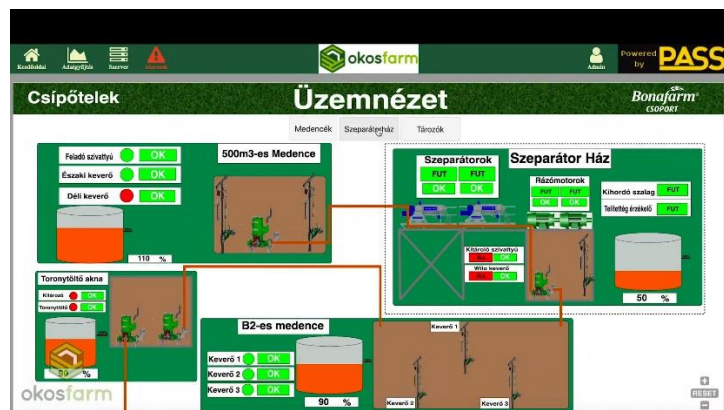 okosfarm
Powered by PASS
Kezdőoldal
Adatgyűjtés
Szerver
Admin
Csípőtelek
Üzemnézet
Bonafarm
CSOPORT
Medencék
Szeparátorház
Tározók
500m3-es Medence
Feladó szivattyú OK
Északi keverő OK
Déli keverő OK
110 %
Szeparátor Ház
Szeparátorok
FUT FUT
OK OK
Rázómotorok
FUT FUT
OK OK
Kihordó szalag FUT
Telítettég érzékelő FUT
Kitároló szivattyú
ÁLL OK
Wilo keverő
ÁLL OK
50 %
Toronytöltő akna
Kitároló OK
Toronytöltő OK
%
B2-es medence
Keverő 1 OK
Keverő 2 OK
Keverő 3 OK
90 %
Keverő 1
Keverő 2
Keverő 3
okosfarm
RESET